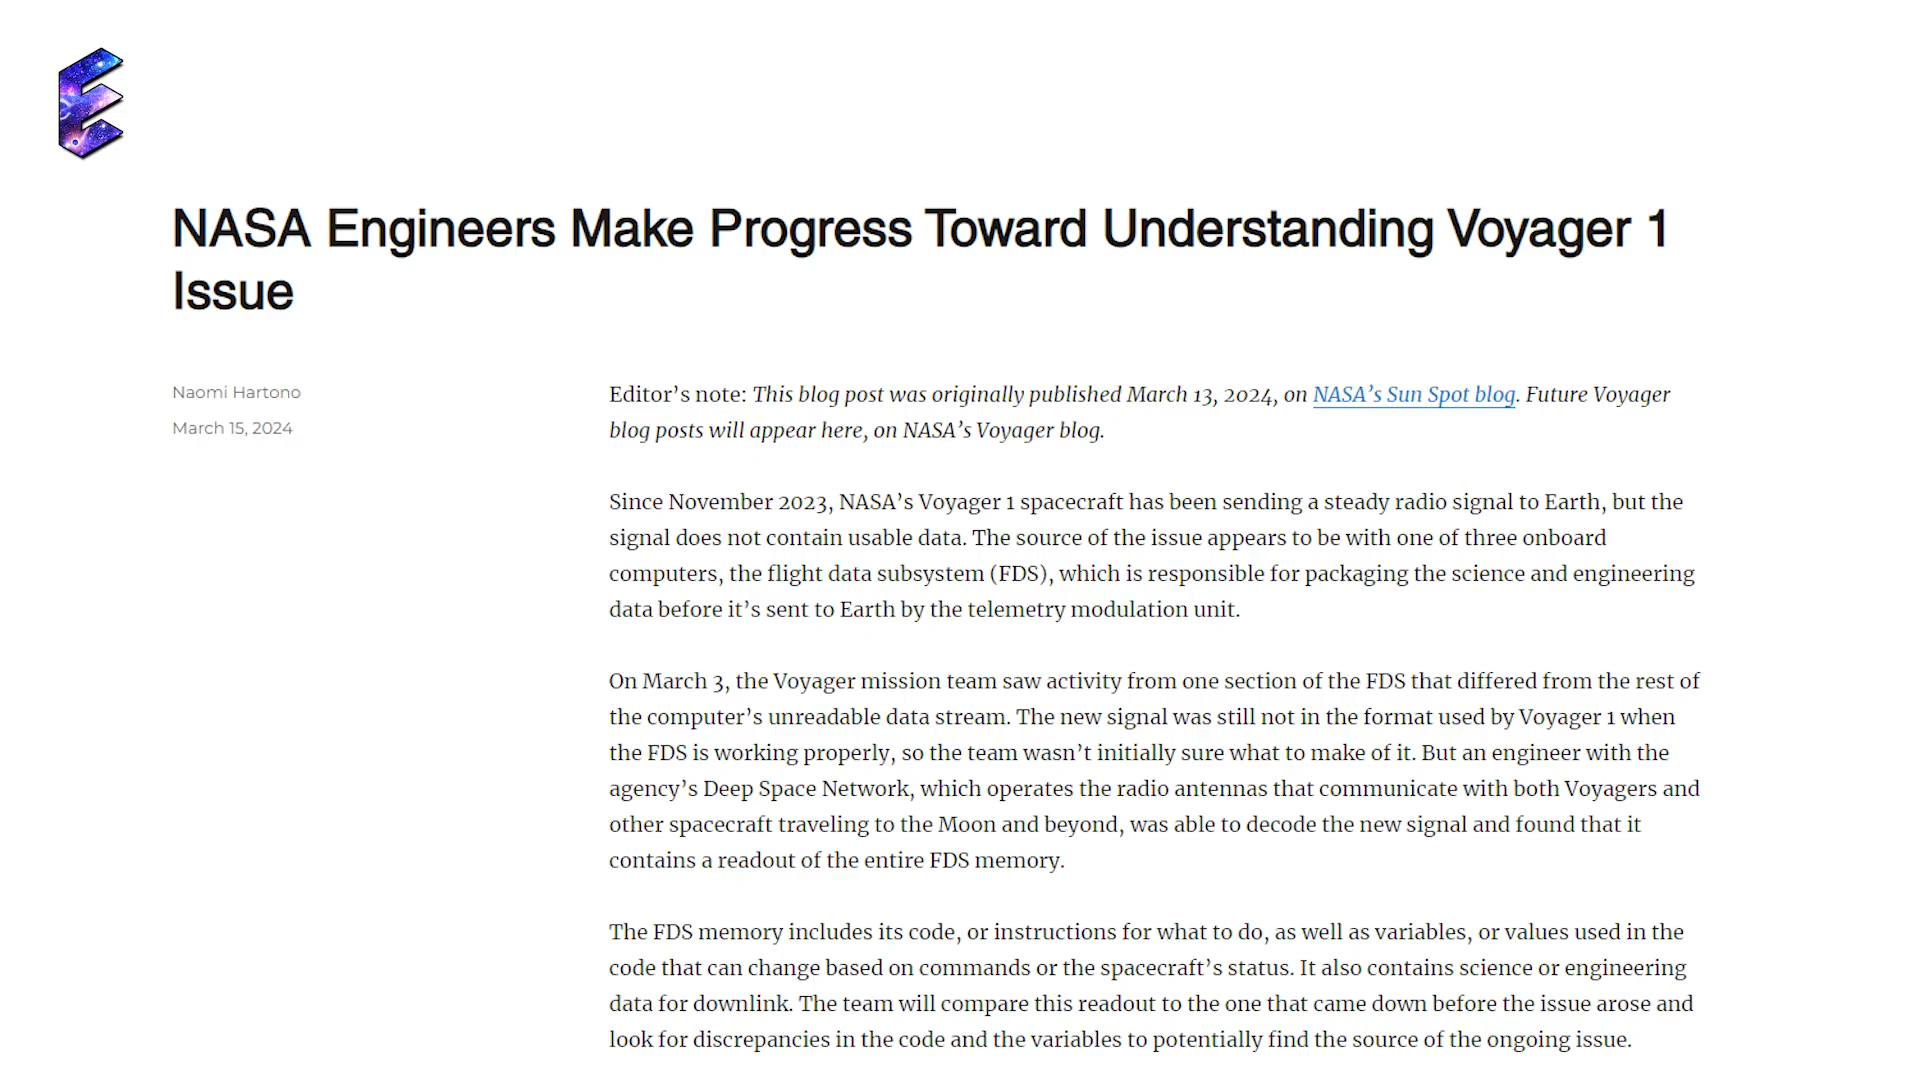 E
NASA Engineers Make Progress Toward Understanding Voyager 1
Issue
Naomi Hartono
March 15, 2024
Editor’s note: This blog post was originally published March 13, 2024, on NASA’s Sun Spot blog. Future Voyager
blog posts will appear here, on NASA’s Voyager blog.
Since November 2023, NASA’s Voyager 1 spacecraft has been sending a steady radio signal to Earth, but the
signal does not contain usable data. The source of the issue appears to be with one of three onboard
computers, the flight data subsystem (FDS), which is responsible for packaging the science and engineering
data before it’s sent to Earth by the telemetry modulation unit.
On March 3, the Voyager mission team saw activity from one section of the FDS that differed from the rest of
the computer’s unreadable data stream. The new signal was still not in the format used by Voyager 1 when
the FDS is working properly, so the team wasn’t initially sure what to make of it. But an engineer with the
agency’s Deep Space Network, which operates the radio antennas that communicate with both Voyagers and
other spacecraft traveling to the Moon and beyond, was able to decode the new signal and found that it
contains a readout of the entire FDS memory.
The FDS memory includes its code, or instructions for what to do, as well as variables, or values used in the
code that can change based on commands or the spacecraft’s status. It also contains science or engineering
data for downlink. The team will compare this readout to the one that came down before the issue arose and
look for discrepancies in the code and the variables to potentially find the source of the ongoing issue.